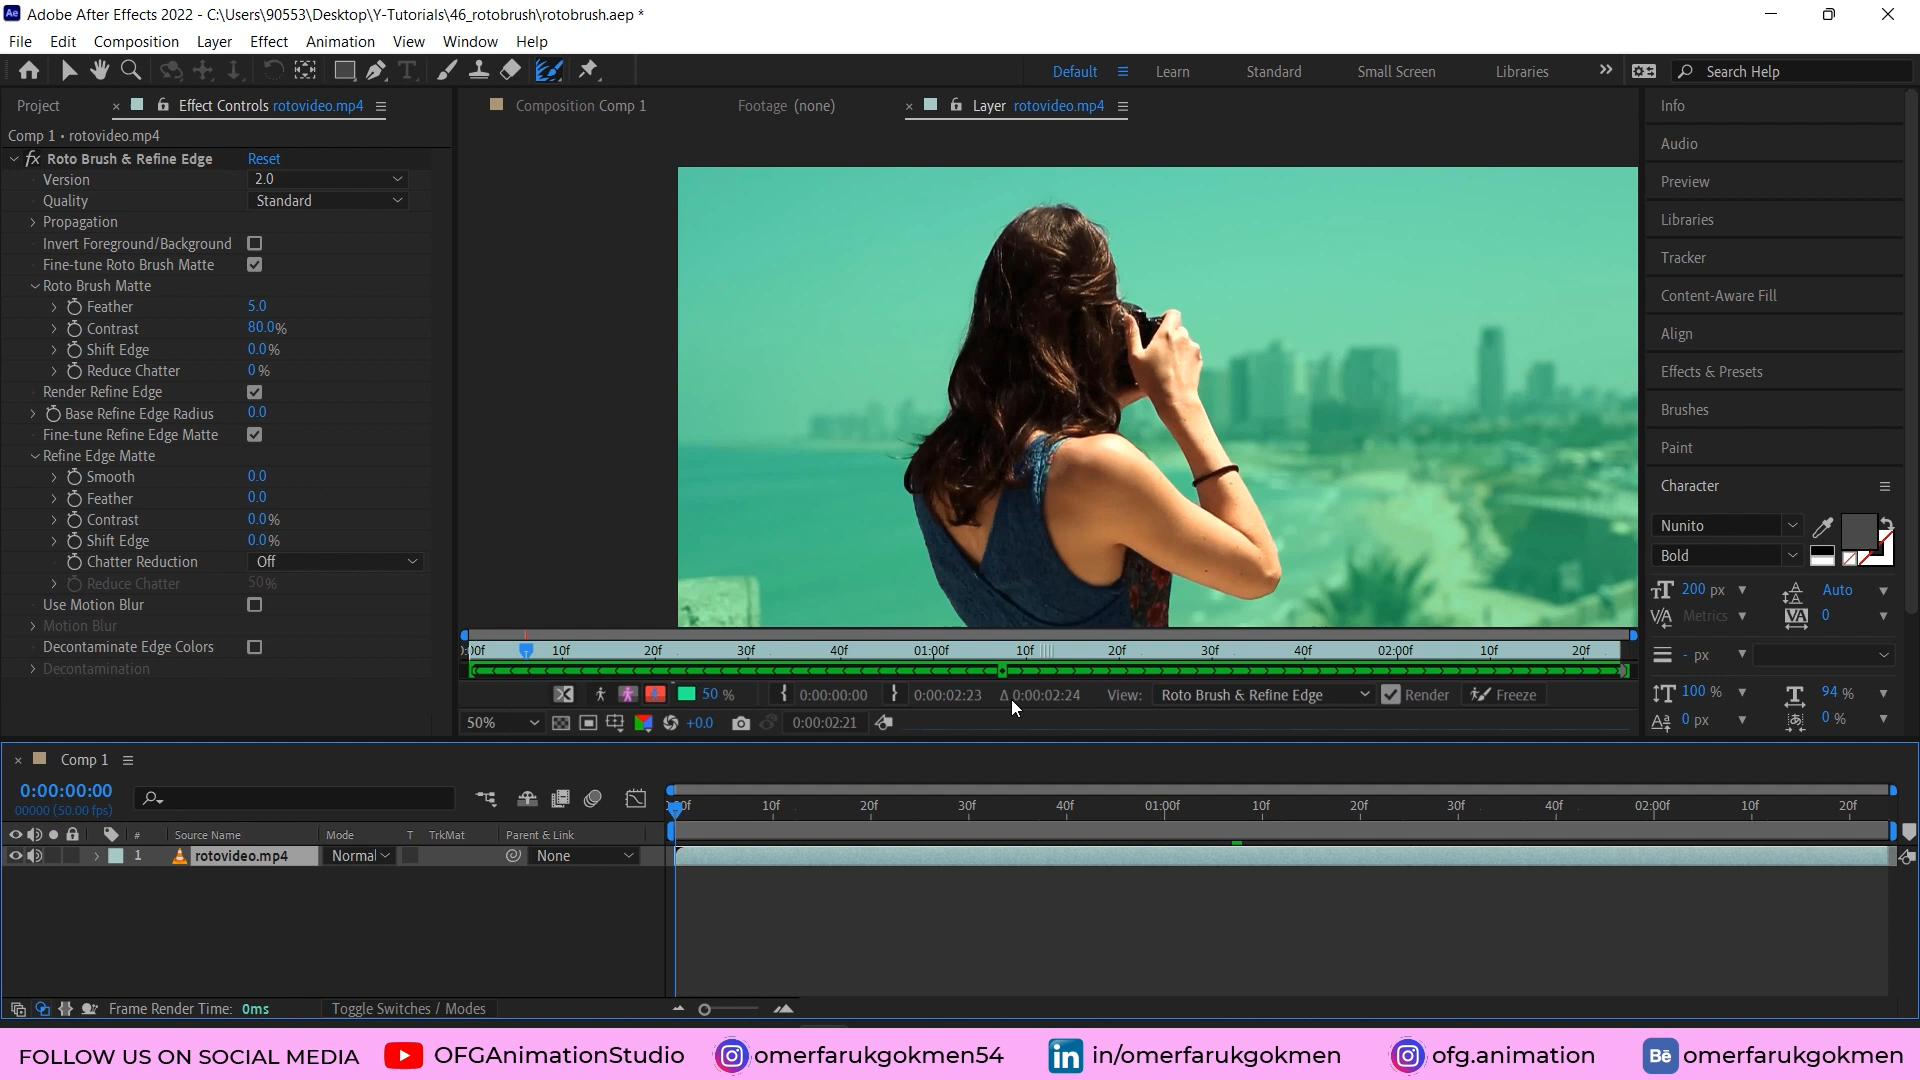 Adobe After Effects 2022 - C:\Users\90553\Desktop\Y-Tutorials\46_rotobrush\rotobrush.aep *
File Edit Composition Layer Effect Animation View Window Help
Default Learn Standard Small Screen Libraries Search Help
Project Effect Controls rotovideo.mp4
Composition Comp 1 Footage (none) Layer rotovideo.mp4
Comp 1 • rotovideo.mp4
fx Roto Brush & Refine Edge Reset
Version 2.0
Quality Standard
Propagation
Invert Foreground/Background
Fine-tune Roto Brush Matte
Roto Brush Matte
Feather 5.0
Contrast 80.0%
Shift Edge 0.0%
Reduce Chatter 0%
Render Refine Edge
Base Refine Edge Radius 0.0
Fine-tune Refine Edge Matte
Refine Edge Matte
Smooth 0.0
Feather 0.0
Contrast 0.0%
Shift Edge 0.0%
Chatter Reduction Off
Reduce Chatter 50%
Use Motion Blur
Motion Blur
Decontaminate Edge Colors
Decontamination
):00f 10f 20f 30f 40f 01:00f 10f 20f 30f 40f 02:00f 10f 20f
50 % 0:00:00:00 0:00:02:23 Δ 0:00:02:24 View: Roto Brush & Refine Edge Render Freeze
50% +0.0 0:00:02:21
Info
Audio
Preview
Libraries
Tracker
Content-Aware Fill
Align
Effects & Presets
Brushes
Paint
Character
Nunito
Bold
200 px Auto
Metrics 0
- px
100 % 94 %
0 px 0 %
Comp 1
0:00:00:00
00000 (50.00 fps)
:00f 10f 20f 30f 40f 01:00f 10f 20f 30f 40f 02:00f 10f 20f
# Source Name Mode T TrkMat Parent & Link
1 rotovideo.mp4 Normal None
Frame Render Time: 0ms Toggle Switches / Modes
FOLLOW US ON SOCIAL MEDIA OFGAnimationStudio omerfarukgokmen54 in/omerfarukgokmen ofg.animation Bē omerfarukgokmen